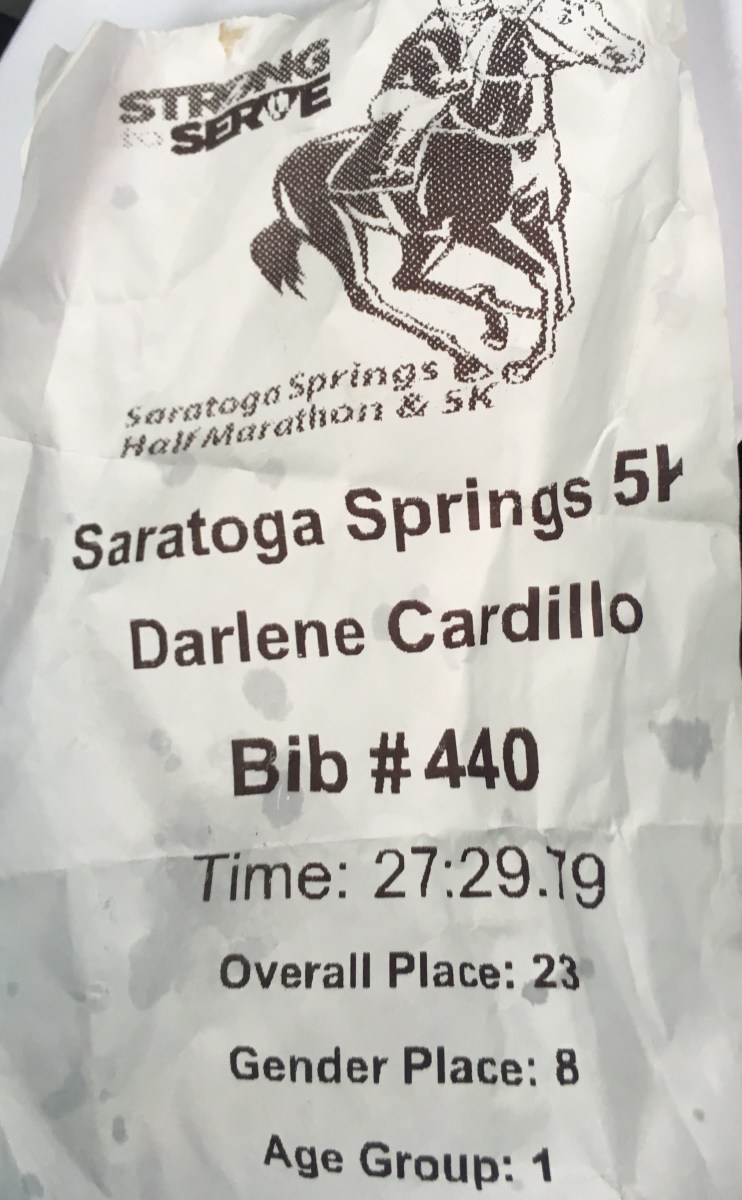 STRONG
to SERVE
Saratoga Springs
Half Marathon & 5K
Saratoga Springs 5K
Darlene Cardillo
Bib # 440
Time: 27:29.79
Overall Place: 23
Gender Place: 8
Age Group: 1